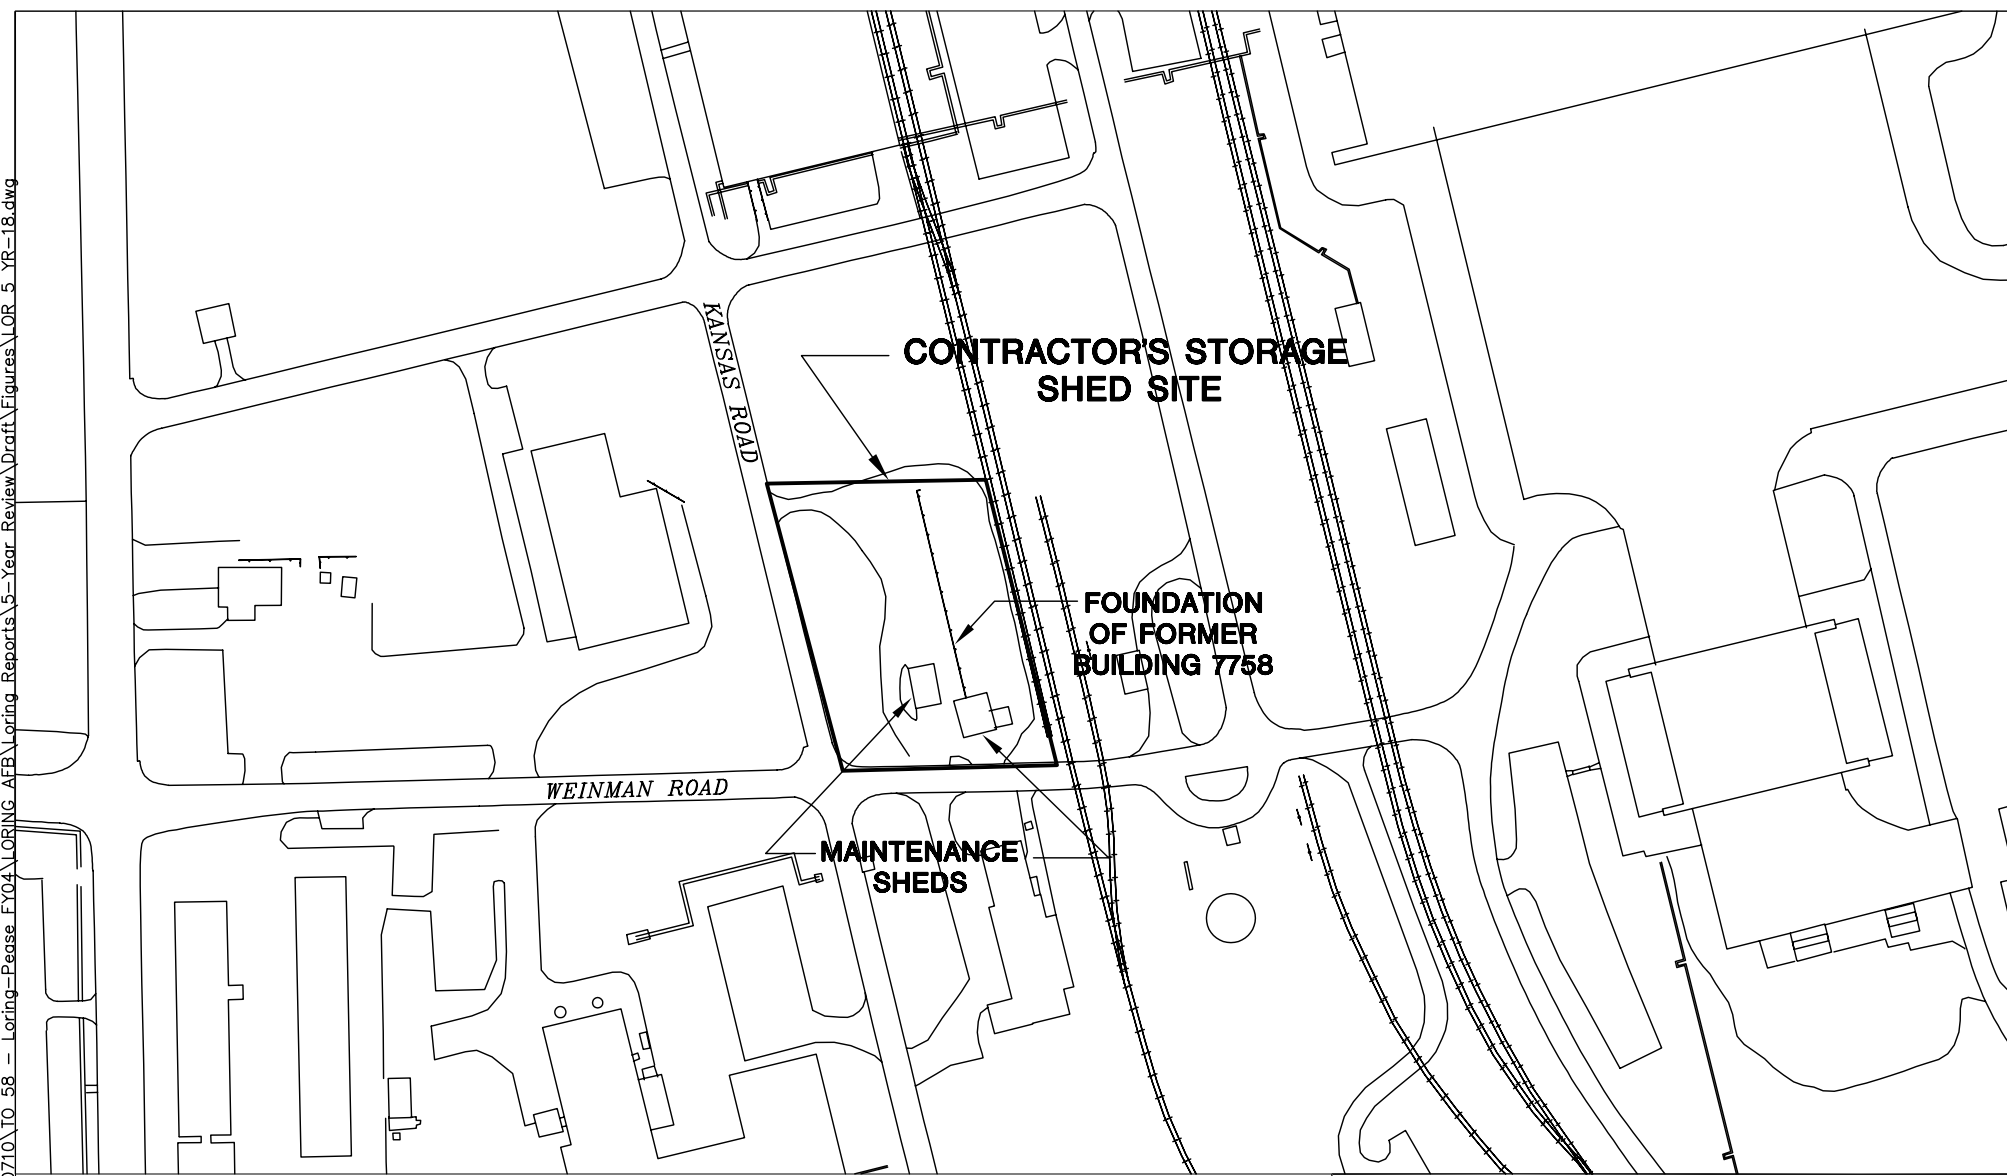 0710\TO 58 - Loring-Pease FY04\LORING AFB\Loring Reports\5-Year Review\Draft\Figures\LOR 5 YR-18.dwg
KANSAS ROAD
CONTRACTOR'S STORAGE
SHED SITE
FOUNDATION
OF FORMER
BUILDING 7758
WEINMAN ROAD
MAINTENANCE
SHEDS